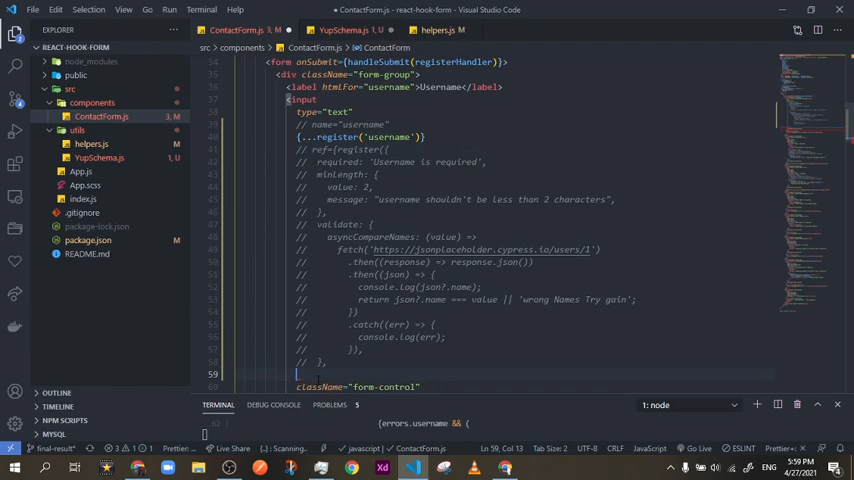 File Edit Selection View Go Run Terminal Help
ContactForm.js - react-hook-form - Visual Studio Code
EXPLORER
ContactForm.js 3, M
YupSchema.js 1, U
helpers.js M
src > components > ContactForm.js > ContactForm
REACT-HOOK-FORM
node_modules
public
src
components
ContactForm.js 3, M
utils
helpers.js M
YupSchema.js 1, U
App.js
App.scss
index.js
.gitignore
package-lock.json
package.json M
README.md
OUTLINE
TIMELINE
NPM SCRIPTS
MYSQL
34 <form onSubmit={handleSubmit(registerHandler)}>
35 <div className="form-group">
36 <label htmlFor="username">Username</label>
37 <input
38 type="text"
39 // name="username"
40 {...register('username')}
41 // ref={register({
42 // required: 'Username is required',
43 // minLength: {
44 // value: 2,
45 // message: "username shouldn't be less than 2 characters",
46 // },
47 // validate: {
48 // asyncCompareNames: (value) =>
49 // fetch('https://jsonplaceholder.cypress.io/users/1')
50 // .then((response) => response.json())
51 // .then((json) => {
52 // console.log(json?.name);
53 // return json?.name === value || 'wrong Names Try gain';
54 // })
55 // .catch((err) => {
56 // console.log(err);
57 // }),
58 // },
59
60 className="form-control"
TERMINAL DEBUG CONSOLE PROBLEMS 5
1: node
62 {errors.username && (
final-result* 3 1 Prettier: Live Share {..}: Scanning.. javascript ContactForm.js Ln 59, Col 13 Tab Size: 2 UTF-8 CRLF JavaScript Go Live ESLINT Prettier+
ENG
5:59 PM
4/27/2021